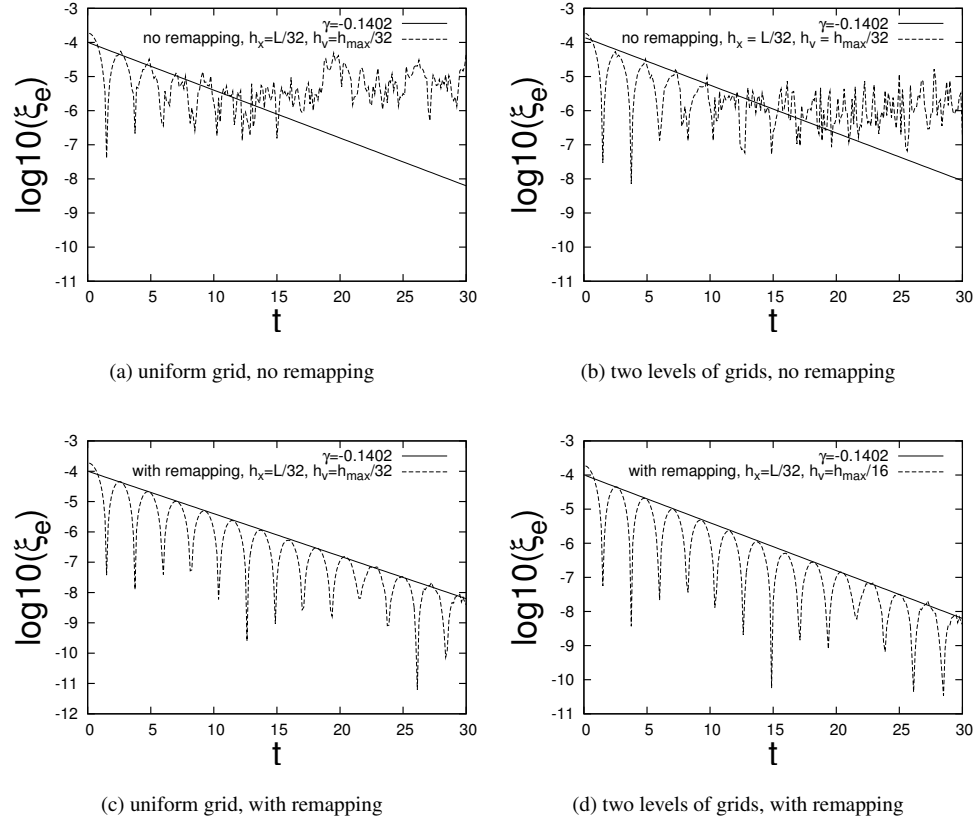 log10(ξe)
-3
-4
-5
-6
-7
-8
-9
-10
-11
γ=-0.1402
no remapping, hx=L/32, hv=hmax/32
0 5 10 15 20 25 30
t
(a) uniform grid, no remapping
log10(ξe)
-3
-4
-5
-6
-7
-8
-9
-10
-11
γ=-0.1402
no remapping, hx = L/32, hv = hmax/32
0 5 10 15 20 25 30
t
(b) two levels of grids, no remapping
log10(ξe)
-3
-4
-5
-6
-7
-8
-9
-10
-11
-12
γ=-0.1402
with remapping, hx=L/32, hv=hmax/32
0 5 10 15 20 25 30
t
(c) uniform grid, with remapping
log10(ξe)
-3
-4
-5
-6
-7
-8
-9
-10
-11
γ=-0.1402
with remapping, hx=L/32, hv=hmax/16
0 5 10 15 20 25 30
t
(d) two levels of grids, with remapping